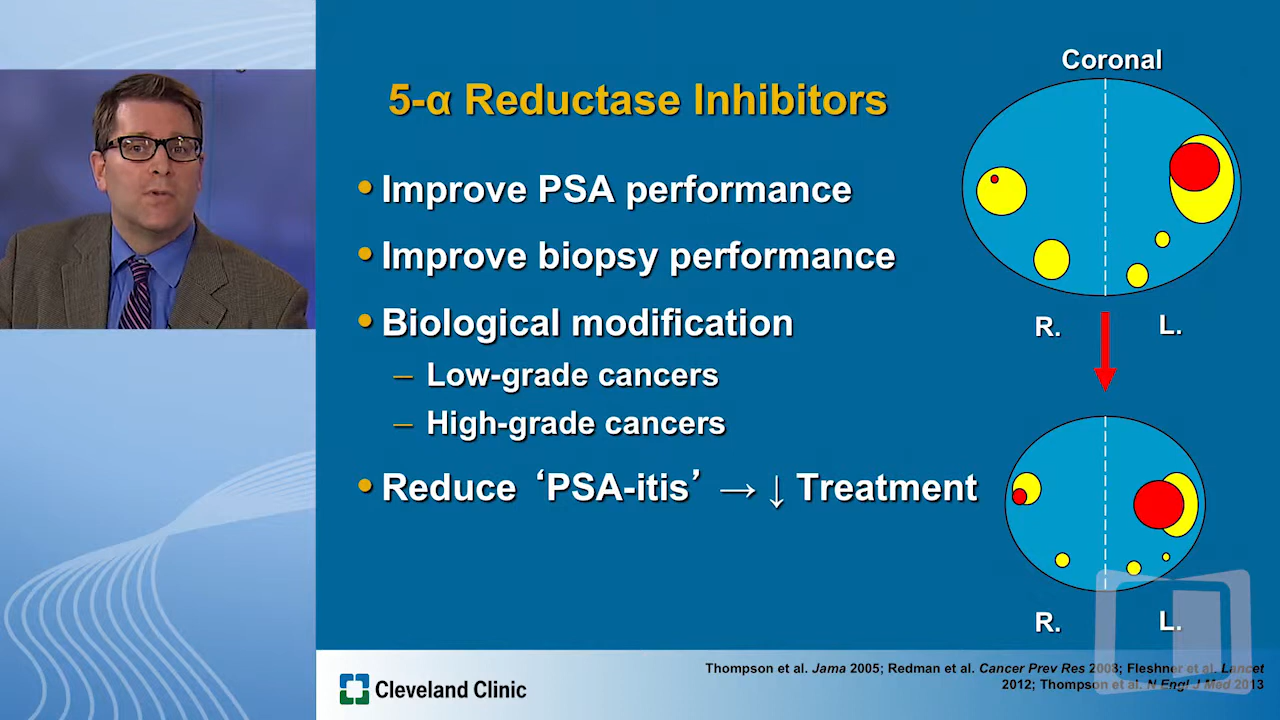 Coronal
5-α Reductase Inhibitors
• Improve PSA performance
• Improve biopsy performance
• Biological modification
– Low-grade cancers
– High-grade cancers
• Reduce ‘PSA-itis’ → ↓ Treatment
R. L.
R. L.
Thompson et al. Jama 2005; Redman et al. Cancer Prev Res 2008; Fleshner et al. Lancet
2012; Thompson et al. N Engl J Med 2013
Cleveland Clinic